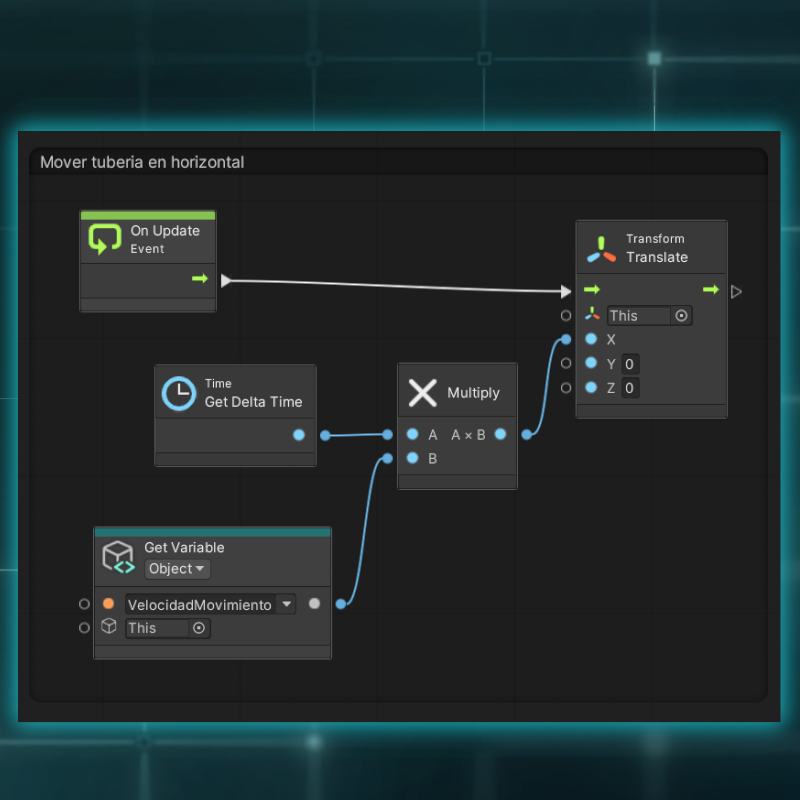 Mover tuberia en horizontal
On Update
Event
Transform
Translate
This
X
Y 0
Z 0
Time
Get Delta Time
Multiply
A A × B
B
Get Variable
Object
VelocidadMovimiento
This